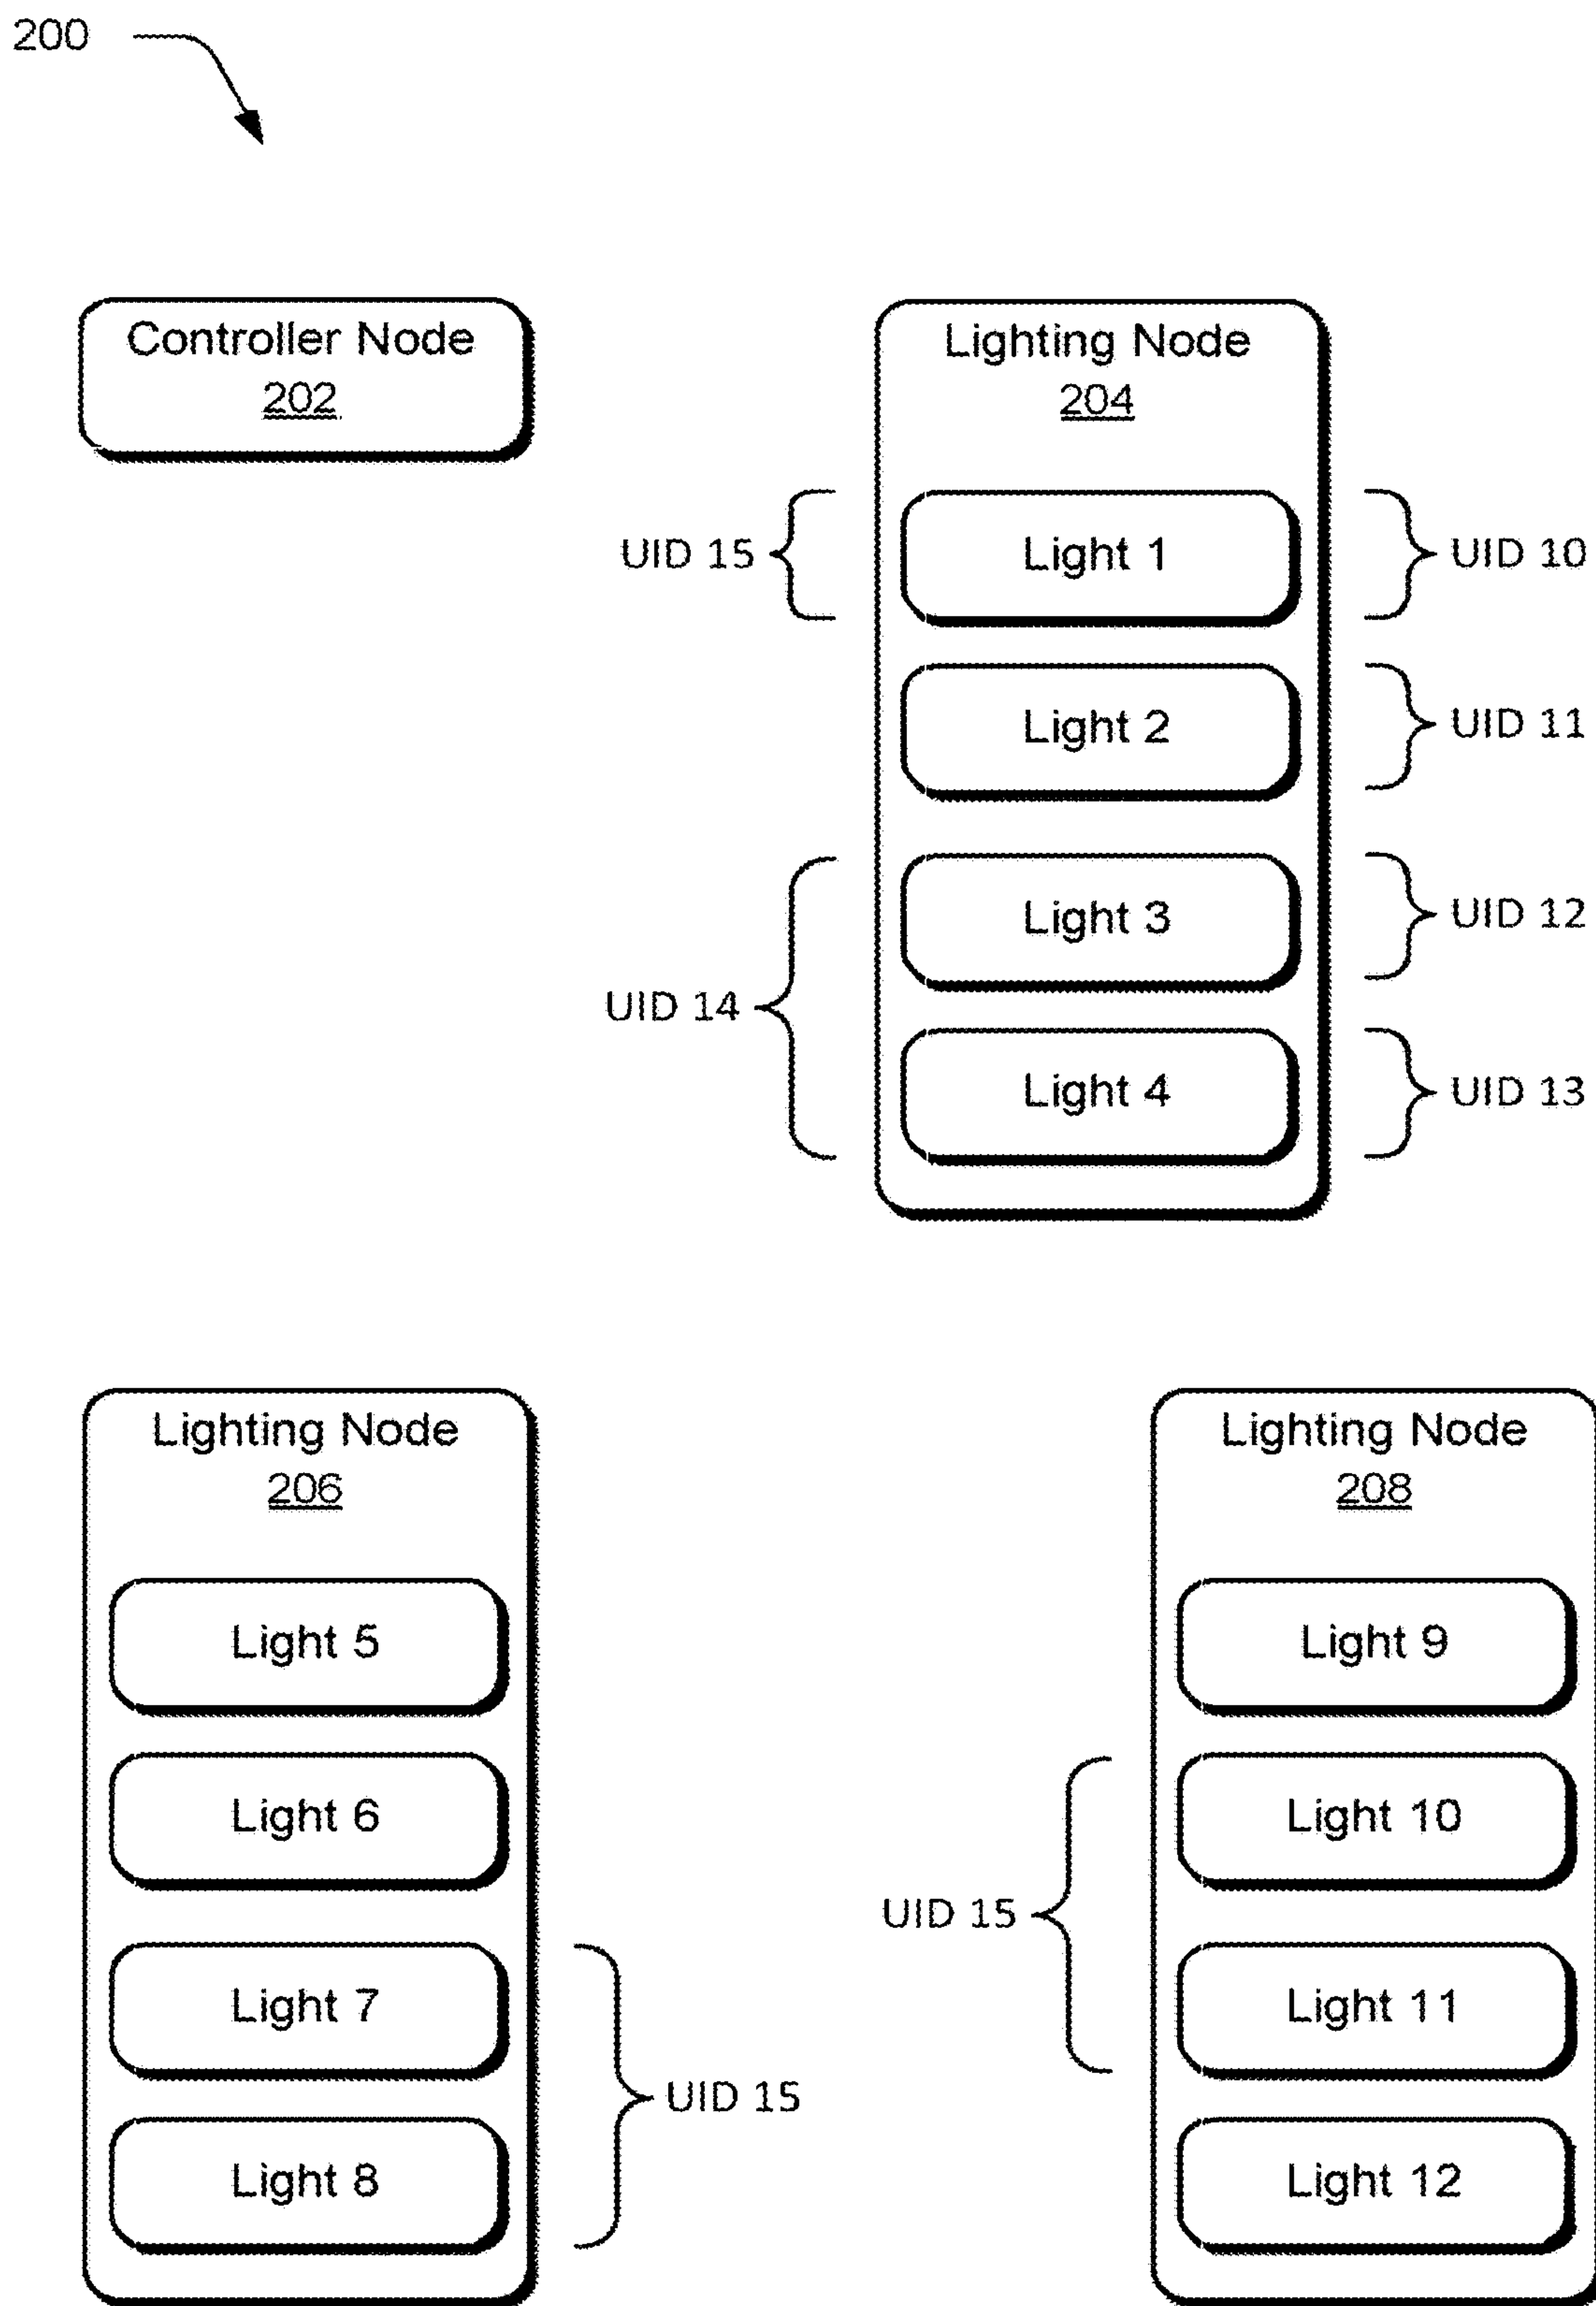 200
Controller Node
202
Lighting Node
204
UID 15
Light 1
UID 10
Light 2
UID 11
Light 3
UID 12
UID 14
Light 4
UID 13
Lighting Node
206
Light 5
Light 6
Light 7
UID 15
Light 8
Lighting Node
208
Light 9
Light 10
UID 15
Light 11
Light 12